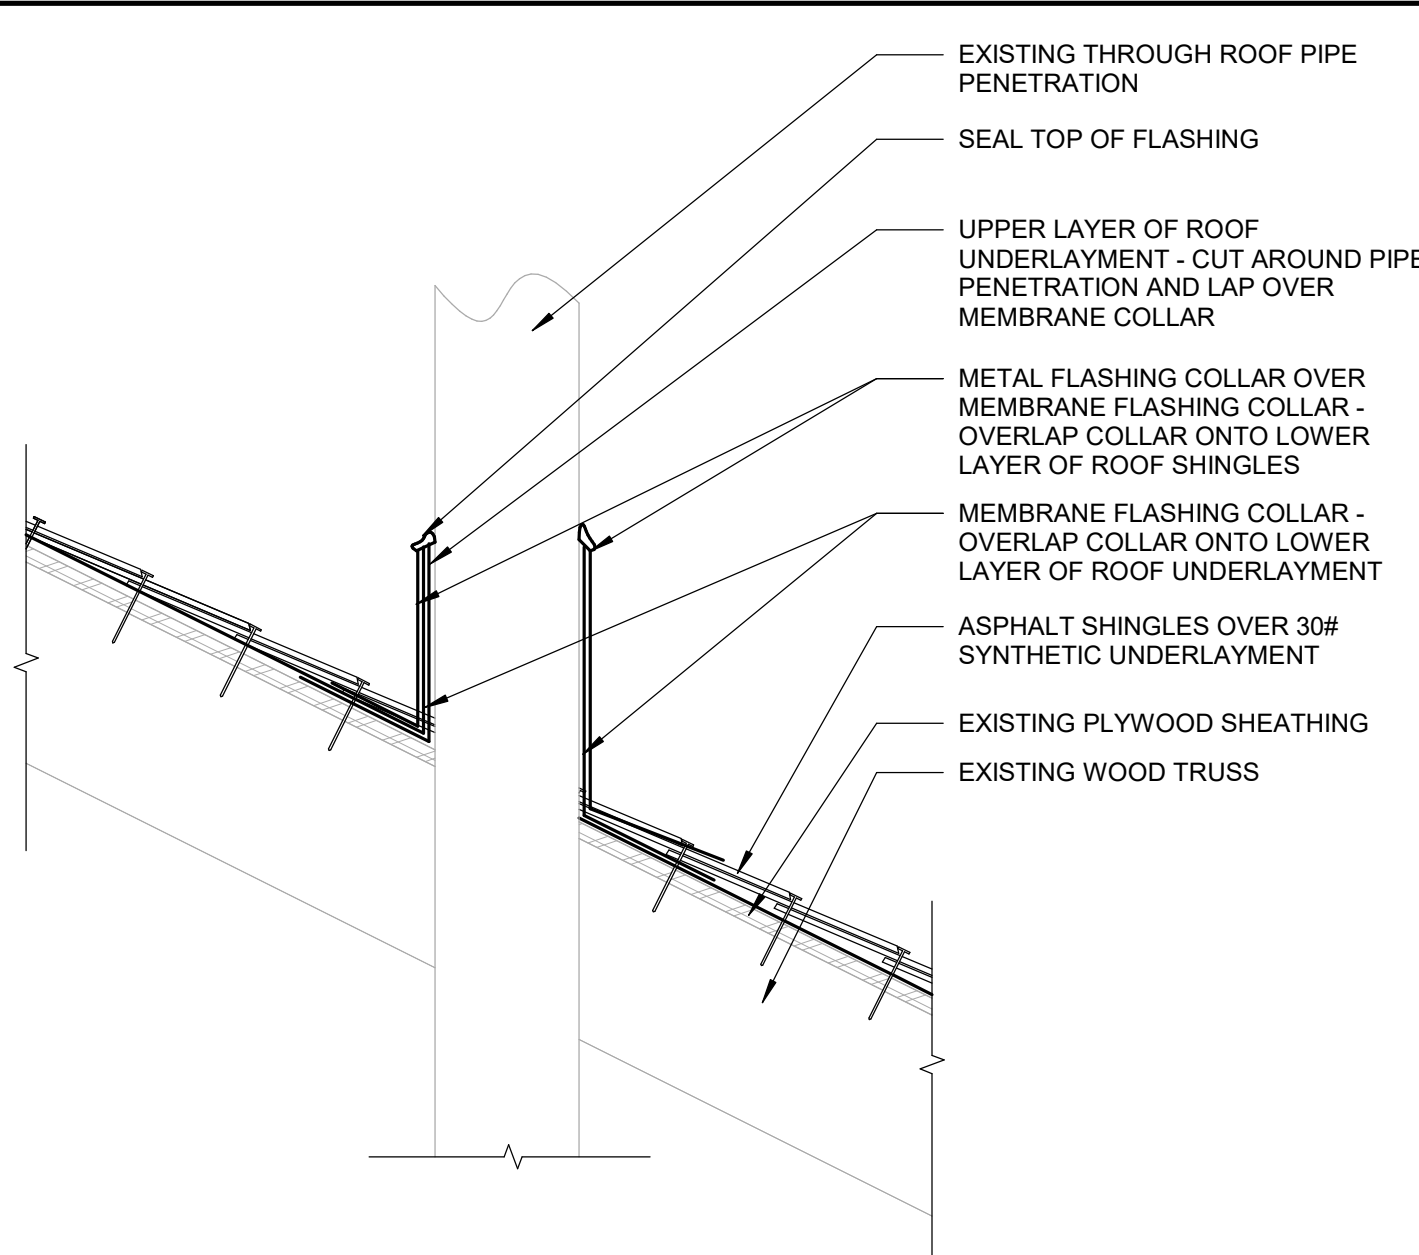 EXISTING THROUGH ROOF PIPE
PENETRATION
SEAL TOP OF FLASHING
UPPER LAYER OF ROOF
UNDERLAYMENT - CUT AROUND PIPE
PENETRATION AND LAP OVER
MEMBRANE COLLAR
METAL FLASHING COLLAR OVER
MEMBRANE FLASHING COLLAR -
OVERLAP COLLAR ONTO LOWER
LAYER OF ROOF SHINGLES
MEMBRANE FLASHING COLLAR -
OVERLAP COLLAR ONTO LOWER
LAYER OF ROOF UNDERLAYMENT
ASPHALT SHINGLES OVER 30#
SYNTHETIC UNDERLAYMENT
EXISTING PLYWOOD SHEATHING
EXISTING WOOD TRUSS